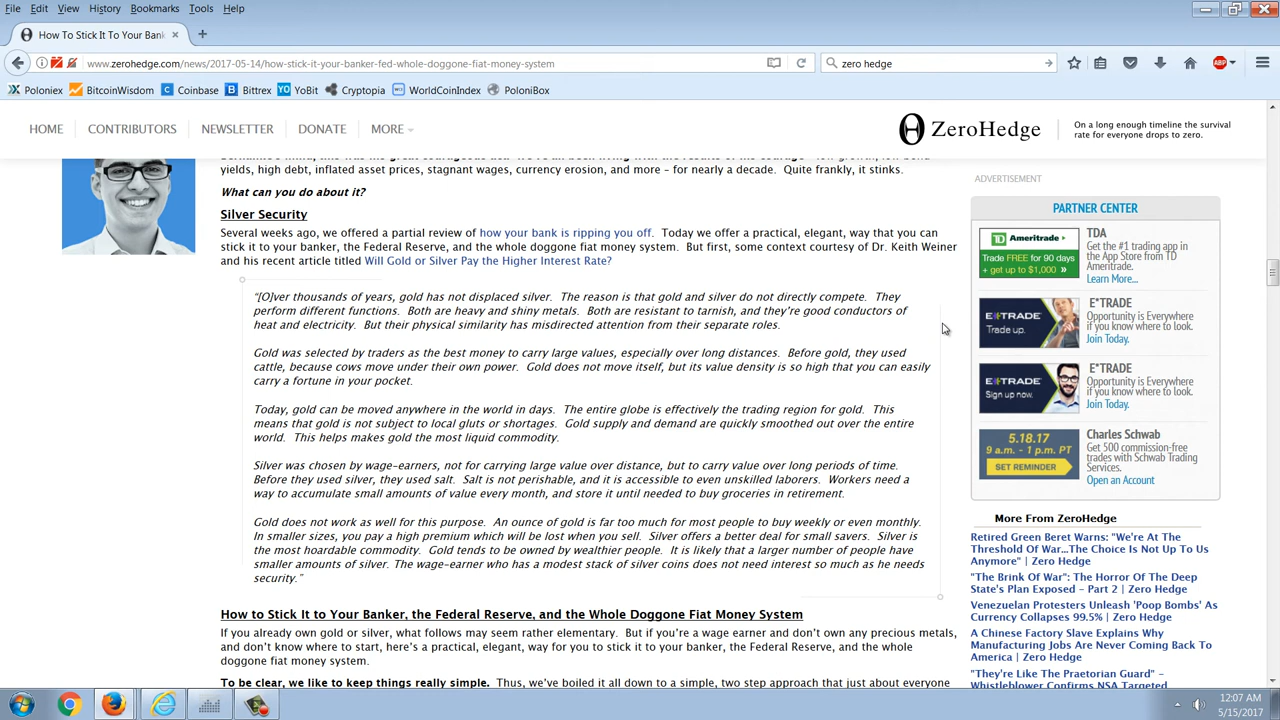 File Edit View History Bookmarks Tools Help
How To Stick It To Your Bank
www.zerohedge.com/news/2017-05-14/how-stick-it-your-banker-fed-whole-doggone-fiat-money-system
zero hedge
ABP
Poloniex BitcoinWisdom Coinbase Bittrex YoBit Cryptopia WorldCoinIndex PoloniBox
HOME CONTRIBUTORS NEWSLETTER DONATE MORE
ZeroHedge
On a long enough timeline the survival
rate for everyone drops to zero.
yields, high debt, inflated asset prices, stagnant wages, currency erosion, and more – for nearly a decade. Quite frankly, it stinks.
What can you do about it?
Silver Security
Several weeks ago, we offered a partial review of how your bank is ripping you off. Today we offer a practical, elegant, way that you can
stick it to your banker, the Federal Reserve, and the whole doggone fiat money system. But first, some context courtesy of Dr. Keith Weiner
and his recent article titled Will Gold or Silver Pay the Higher Interest Rate?
“[O]ver thousands of years, gold has not displaced silver. The reason is that gold and silver do not directly compete. They
perform different functions. Both are heavy and shiny metals. Both are resistant to tarnish, and they're good conductors of
heat and electricity. But their physical similarity has misdirected attention from their separate roles.
Gold was selected by traders as the best money to carry large values, especially over long distances. Before gold, they used
cattle, because cows move under their own power. Gold does not move itself, but its value density is so high that you can easily
carry a fortune in your pocket.
Today, gold can be moved anywhere in the world in days. The entire globe is effectively the trading region for gold. This
means that gold is not subject to local gluts or shortages. Gold supply and demand are quickly smoothed out over the entire
world. This helps makes gold the most liquid commodity.
Silver was chosen by wage-earners, not for carrying large value over distance, but to carry value over long periods of time.
Before they used silver, they used salt. Salt is not perishable, and it is accessible to even unskilled laborers. Workers need a
way to accumulate small amounts of value every month, and store it until needed to buy groceries in retirement.
Gold does not work as well for this purpose. An ounce of gold is far too much for most people to buy weekly or even monthly.
In smaller sizes, you pay a high premium which will be lost when you sell. Silver offers a better deal for small savers. Silver is
the most hoardable commodity. Gold tends to be owned by wealthier people. It is likely that a larger number of people have
smaller amounts of silver. The wage-earner who has a modest stack of silver coins does not need interest so much as he needs
security.”
How to Stick It to Your Banker, the Federal Reserve, and the Whole Doggone Fiat Money System
If you already own gold or silver, what follows may seem rather elementary. But if you're a wage earner and don't own any precious metals,
and don't know where to start, here's a practical, elegant, way for you to stick it to your banker, the Federal Reserve, and the whole
doggone fiat money system.
To be clear, we like to keep things really simple. Thus, we've boiled it all down to a simple, two step approach that just about everyone
ADVERTISEMENT
PARTNER CENTER
TD Ameritrade
Trade FREE for 90 days
+ get up to $1,000 »
TDA
Get the #1 trading app in
the App Store from TD
Ameritrade.
Learn More...
E*TRADE
Trade up.
E*TRADE
Opportunity is Everywhere
if you know where to look.
Join Today.
E*TRADE
Sign up now.
E*TRADE
Opportunity is Everywhere
if you know where to look.
Join Today.
5.18.17
9 a.m. - 1 p.m. PT
SET REMINDER
Charles Schwab
Get 500 commission-free
trades with Schwab Trading
Services.
Open an Account
More From ZeroHedge
Retired Green Beret Warns: "We're At The
Threshold Of War...The Choice Is Not Up To Us
Anymore" | Zero Hedge
"The Brink Of War": The Horror Of The Deep
State's Plan Exposed – Part 2 | Zero Hedge
Venezuelan Protesters Unleash 'Poop Bombs' As
Currency Collapses 99.5% | Zero Hedge
A Chinese Factory Slave Explains Why
Manufacturing Jobs Are Never Coming Back To
America | Zero Hedge
"They're Like The Praetorian Guard" –
Whistleblower Confirms NSA Targeted
12:07 AM
5/15/2017